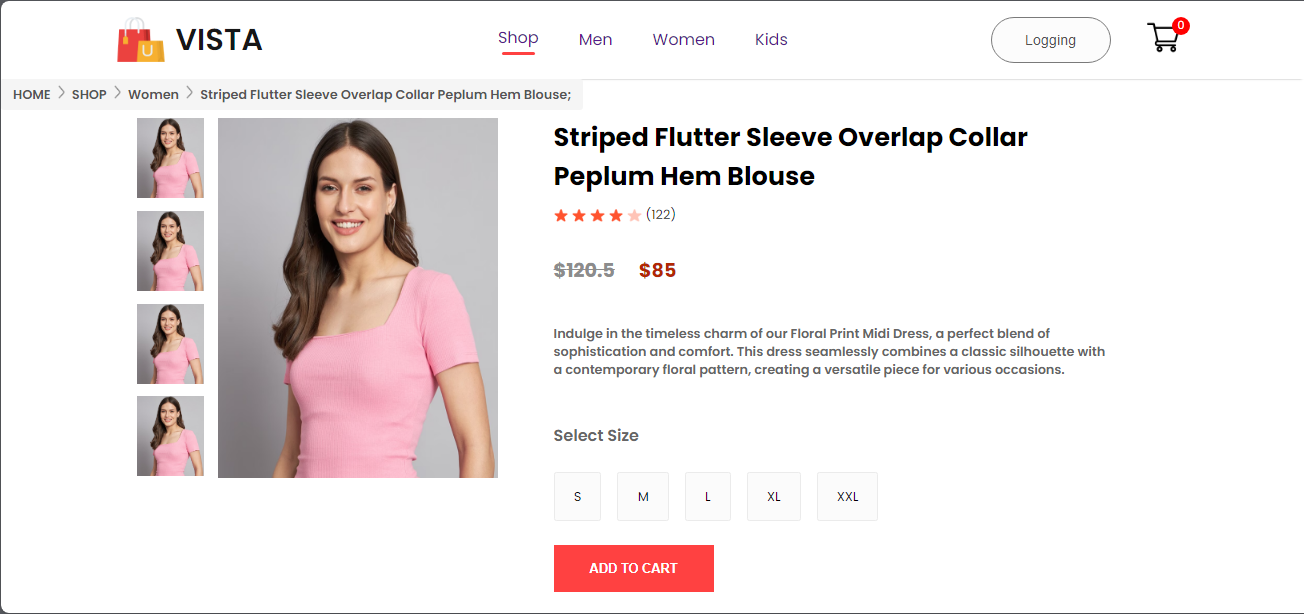 VISTA
Shop
Men
Women
Kids
Logging
0
HOME
SHOP
Women
Striped Flutter Sleeve Overlap Collar Peplum Hem Blouse;
Striped Flutter Sleeve Overlap Collar
Peplum Hem Blouse
(122)
$120.5
$85
Indulge in the timeless charm of our Floral Print Midi Dress, a perfect blend of
sophistication and comfort. This dress seamlessly combines a classic silhouette with
a contemporary floral pattern, creating a versatile piece for various occasions.
Select Size
S
M
L
XL
XXL
ADD TO CART